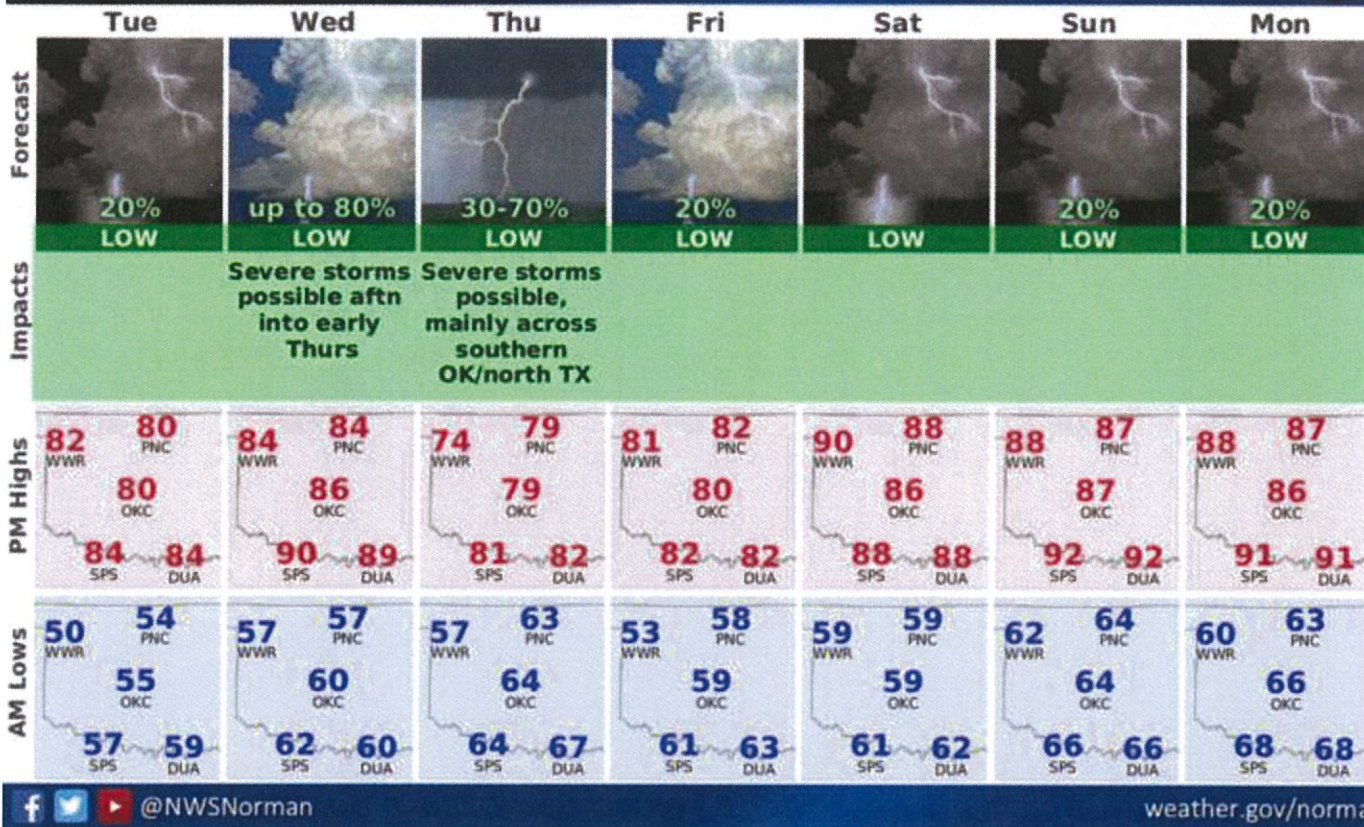 Tue Wed Thu Fri Sat Sun Mon
Forecast
20% up to 80% 30-70% 20% 20% 20%
LOW LOW LOW LOW LOW LOW LOW
Impacts
Severe storms Severe storms
possible aftn possible,
into early mainly across
Thurs southern
OK/north TX
PM Highs
82 80 84 84 74 79 81 82 90 88 88 87 88 87
WWR PNC WWR PNC WWR PNC WWR PNC WWR PNC WWR PNC WWR PNC
80 86 79 80 86 87 86
OKC OKC OKC OKC OKC OKC OKC
84 84 90 89 81 82 82 82 88 88 92 92 91 91
SPS DUA SPS DUA SPS DUA SPS DUA SPS DUA SPS DUA SPS DUA
AM Lows
50 54 57 57 57 63 53 58 59 59 62 64 60 63
WWR PNC WWR PNC WWR PNC WWR PNC WWR PNC WWR PNC WWR PNC
55 60 64 59 59 64 66
OKC OKC OKC OKC OKC OKC OKC
57 59 62 60 64 67 61 63 61 62 66 66 68 68
SPS DUA SPS DUA SPS DUA SPS DUA SPS DUA SPS DUA SPS DUA
@NWSNorman weather.gov/norma